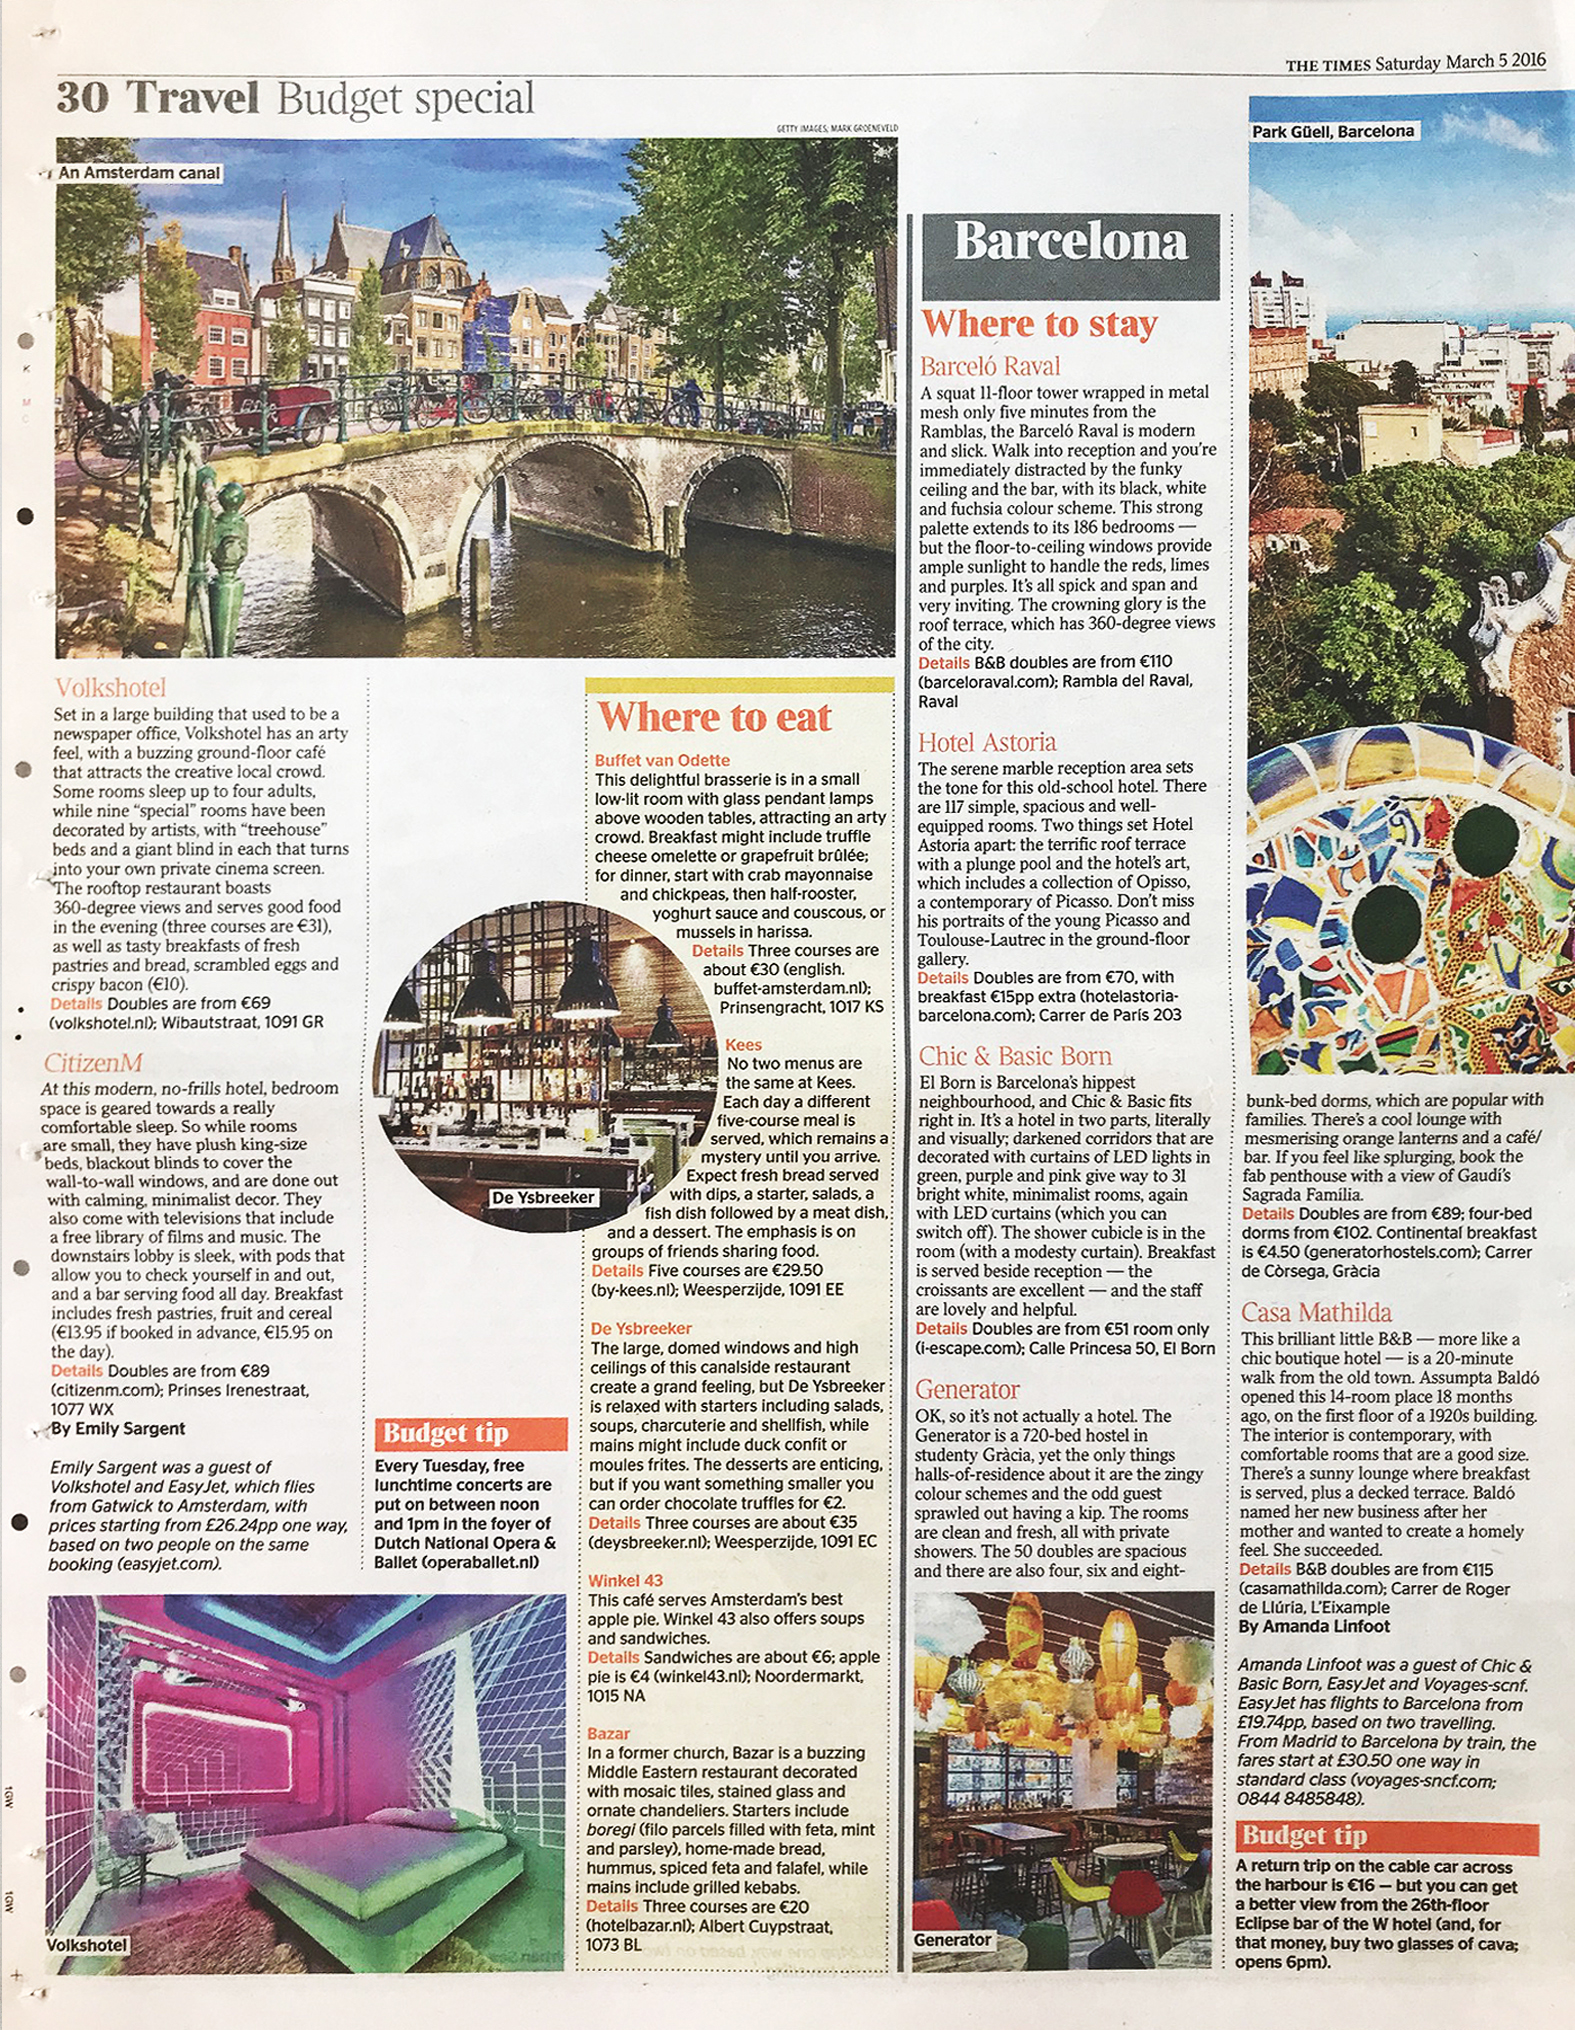 THE TIMES Saturday March 5 2016
30 Travel Budget special
GETTY IMAGES; MARK GROENEVELD
An Amsterdam canal
Volkshotel
Set in a large building that used to be a
newspaper office, Volkshotel has an arty
feel, with a buzzing ground-floor café
that attracts the creative local crowd.
Some rooms sleep up to four adults,
while nine “special” rooms have been
decorated by artists, with “treehouse”
beds and a giant blind in each that turns
into your own private cinema screen.
The rooftop restaurant boasts
360-degree views and serves good food
in the evening (three courses are €31),
as well as tasty breakfasts of fresh
pastries and bread, scrambled eggs and
crispy bacon (€10).
Details Doubles are from €69
(volkshotel.nl); Wibautstraat, 1091 GR
CitizenM
At this modern, no-frills hotel, bedroom
space is geared towards a really
comfortable sleep. So while rooms
are small, they have plush king-size
beds, blackout blinds to cover the
wall-to-wall windows, and are done out
with calming, minimalist decor. They
also come with televisions that include
a free library of films and music. The
downstairs lobby is sleek, with pods that
allow you to check yourself in and out,
and a bar serving food all day. Breakfast
includes fresh pastries, fruit and cereal
(€13.95 if booked in advance, €15.95 on
the day).
Details Doubles are from €89
(citizenm.com); Prinses Irenestraat,
1077 WX
By Emily Sargent
Emily Sargent was a guest of
Volkshotel and EasyJet, which flies
from Gatwick to Amsterdam, with
prices starting from £26.24pp one way,
based on two people on the same
booking (easyjet.com).
Volkshotel
De Ysbreeker
Budget tip
Every Tuesday, free
lunchtime concerts are
put on between noon
and 1pm in the foyer of
Dutch National Opera &
Ballet (operaballet.nl)
Where to eat
Buffet van Odette
This delightful brasserie is in a small
low-lit room with glass pendant lamps
above wooden tables, attracting an arty
crowd. Breakfast might include truffle
cheese omelette or grapefruit brûlée;
for dinner, start with crab mayonnaise
and chickpeas, then half-rooster,
yoghurt sauce and couscous, or
mussels in harissa.
Details Three courses are
about €30 (english.
buffet-amsterdam.nl);
Prinsengracht, 1017 KS
Kees
No two menus are
the same at Kees.
Each day a different
five-course meal is
served, which remains a
mystery until you arrive.
Expect fresh bread served
with dips, a starter, salads, a
fish dish followed by a meat dish,
and a dessert. The emphasis is on
groups of friends sharing food.
Details Five courses are €29.50
(by-kees.nl); Weesperzijde, 1091 EE
De Ysbreeker
The large, domed windows and high
ceilings of this canalside restaurant
create a grand feeling, but De Ysbreeker
is relaxed with starters including salads,
soups, charcuterie and shellfish, while
mains might include duck confit or
moules frites. The desserts are enticing,
but if you want something smaller you
can order chocolate truffles for €2.
Details Three courses are about €35
(deysbreeker.nl); Weesperzijde, 1091 EC
Winkel 43
This café serves Amsterdam's best
apple pie. Winkel 43 also offers soups
and sandwiches.
Details Sandwiches are about €6; apple
pie is €4 (winkel43.nl); Noordermarkt,
1015 NA
Bazar
In a former church, Bazar is a buzzing
Middle Eastern restaurant decorated
with mosaic tiles, stained glass and
ornate chandeliers. Starters include
boregi (filo parcels filled with feta, mint
and parsley), home-made bread,
hummus, spiced feta and falafel, while
mains include grilled kebabs.
Details Three courses are €20
(hotelbazar.nl); Albert Cuypstraat,
1073 BL
Barcelona
Where to stay
Barceló Raval
A squat 11-floor tower wrapped in metal
mesh only five minutes from the
Ramblas, the Barceló Raval is modern
and slick. Walk into reception and you're
immediately distracted by the funky
ceiling and the bar, with its black, white
and fuchsia colour scheme. This strong
palette extends to its 186 bedrooms —
but the floor-to-ceiling windows provide
ample sunlight to handle the reds, limes
and purples. It's all spick and span and
very inviting. The crowning glory is the
roof terrace, which has 360-degree views
of the city.
Details B&B doubles are from €110
(barceloraval.com); Rambla del Raval,
Raval
Hotel Astoria
The serene marble reception area sets
the tone for this old-school hotel. There
are 117 simple, spacious and well-
equipped rooms. Two things set Hotel
Astoria apart: the terrific roof terrace
with a plunge pool and the hotel's art,
which includes a collection of Opisso,
a contemporary of Picasso. Don't miss
his portraits of the young Picasso and
Toulouse-Lautrec in the ground-floor
gallery.
Details Doubles are from €70, with
breakfast €15pp extra (hotelastoria-
barcelona.com); Carrer de París 203
Chic & Basic Born
El Born is Barcelona's hippest
neighbourhood, and Chic & Basic fits
right in. It's a hotel in two parts, literally
and visually; darkened corridors that are
decorated with curtains of LED lights in
green, purple and pink give way to 31
bright white, minimalist rooms, again
with LED curtains (which you can
switch off). The shower cubicle is in the
room (with a modesty curtain). Breakfast
is served beside reception — the
croissants are excellent — and the staff
are lovely and helpful.
Details Doubles are from €51 room only
(i-escape.com); Calle Princesa 50, El Born
Generator
OK, so it's not actually a hotel. The
Generator is a 720-bed hostel in
studenty Gràcia, yet the only things
halls-of-residence about it are the zingy
colour schemes and the odd guest
sprawled out having a kip. The rooms
are clean and fresh, all with private
showers. The 50 doubles are spacious
and there are also four, six and eight-
Generator
Park Güell, Barcelona
bunk-bed dorms, which are popular with
families. There's a cool lounge with
mesmerising orange lanterns and a café/
bar. If you feel like splurging, book the
fab penthouse with a view of Gaudí's
Sagrada Família.
Details Doubles are from €89; four-bed
dorms from €102. Continental breakfast
is €4.50 (generatorhostels.com); Carrer
de Còrsega, Gràcia
Casa Mathilda
This brilliant little B&B — more like a
chic boutique hotel — is a 20-minute
walk from the old town. Assumpta Baldó
opened this 14-room place 18 months
ago, on the first floor of a 1920s building.
The interior is contemporary, with
comfortable rooms that are a good size.
There's a sunny lounge where breakfast
is served, plus a decked terrace. Baldó
named her new business after her
mother and wanted to create a homely
feel. She succeeded.
Details B&B doubles are from €115
(casamathilda.com); Carrer de Roger
de Llúria, L'Eixample
By Amanda Linfoot
Amanda Linfoot was a guest of Chic &
Basic Born, EasyJet and Voyages-scnf.
EasyJet has flights to Barcelona from
£19.74pp, based on two travelling.
From Madrid to Barcelona by train, the
fares start at £30.50 one way in
standard class (voyages-sncf.com;
0844 8485848).
Budget tip
A return trip on the cable car across
the harbour is €16 — but you can get
a better view from the 26th-floor
Eclipse bar of the W hotel (and, for
that money, buy two glasses of cava;
opens 6pm).
K
M
C
1GW
1GW